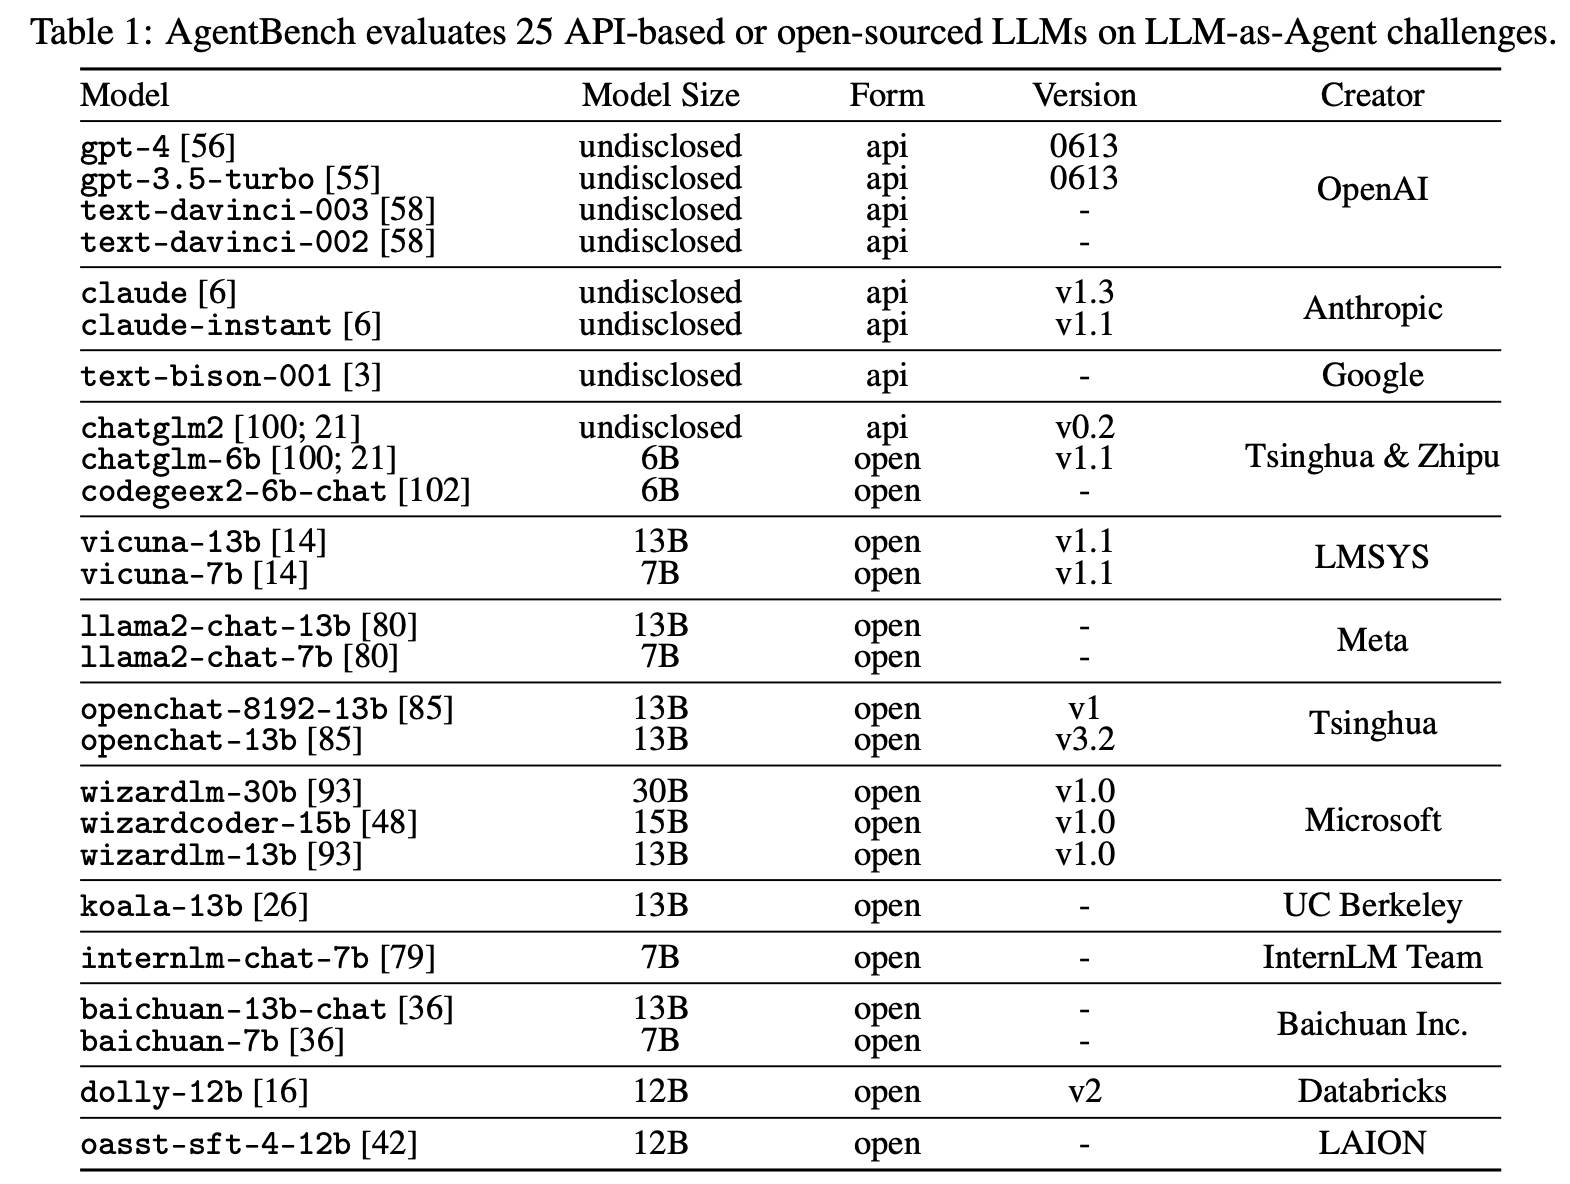 Table 1: AgentBench evaluates 25 API-based or open-sourced LLMs on LLM-as-Agent challenges.
Model Model Size Form Version Creator
gpt-4 [56] undisclosed api 0613
gpt-3.5-turbo [55] undisclosed api 0613
OpenAI
text-davinci-003 [58] undisclosed api -
text-davinci-002 [58] undisclosed api -
claude [6] undisclosed api v1.3
Anthropic
claude-instant [6] undisclosed api v1.1
text-bison-001 [3] undisclosed api - Google
chatglm2 [100; 21] undisclosed api v0.2
chatglm-6b [100; 21] 6B open v1.1 Tsinghua & Zhipu
codegeex2-6b-chat [102] 6B open -
vicuna-13b [14] 13B open v1.1
LMSYS
vicuna-7b [14] 7B open v1.1
llama2-chat-13b [80] 13B open -
Meta
llama2-chat-7b [80] 7B open -
openchat-8192-13b [85] 13B open v1
Tsinghua
openchat-13b [85] 13B open v3.2
wizardlm-30b [93] 30B open v1.0
wizardcoder-15b [48] 15B open v1.0 Microsoft
wizardlm-13b [93] 13B open v1.0
koala-13b [26] 13B open - UC Berkeley
internlm-chat-7b [79] 7B open - InternLM Team
baichuan-13b-chat [36] 13B open -
Baichuan Inc.
baichuan-7b [36] 7B open -
dolly-12b [16] 12B open v2 Databricks
oasst-sft-4-12b [42] 12B open - LAION